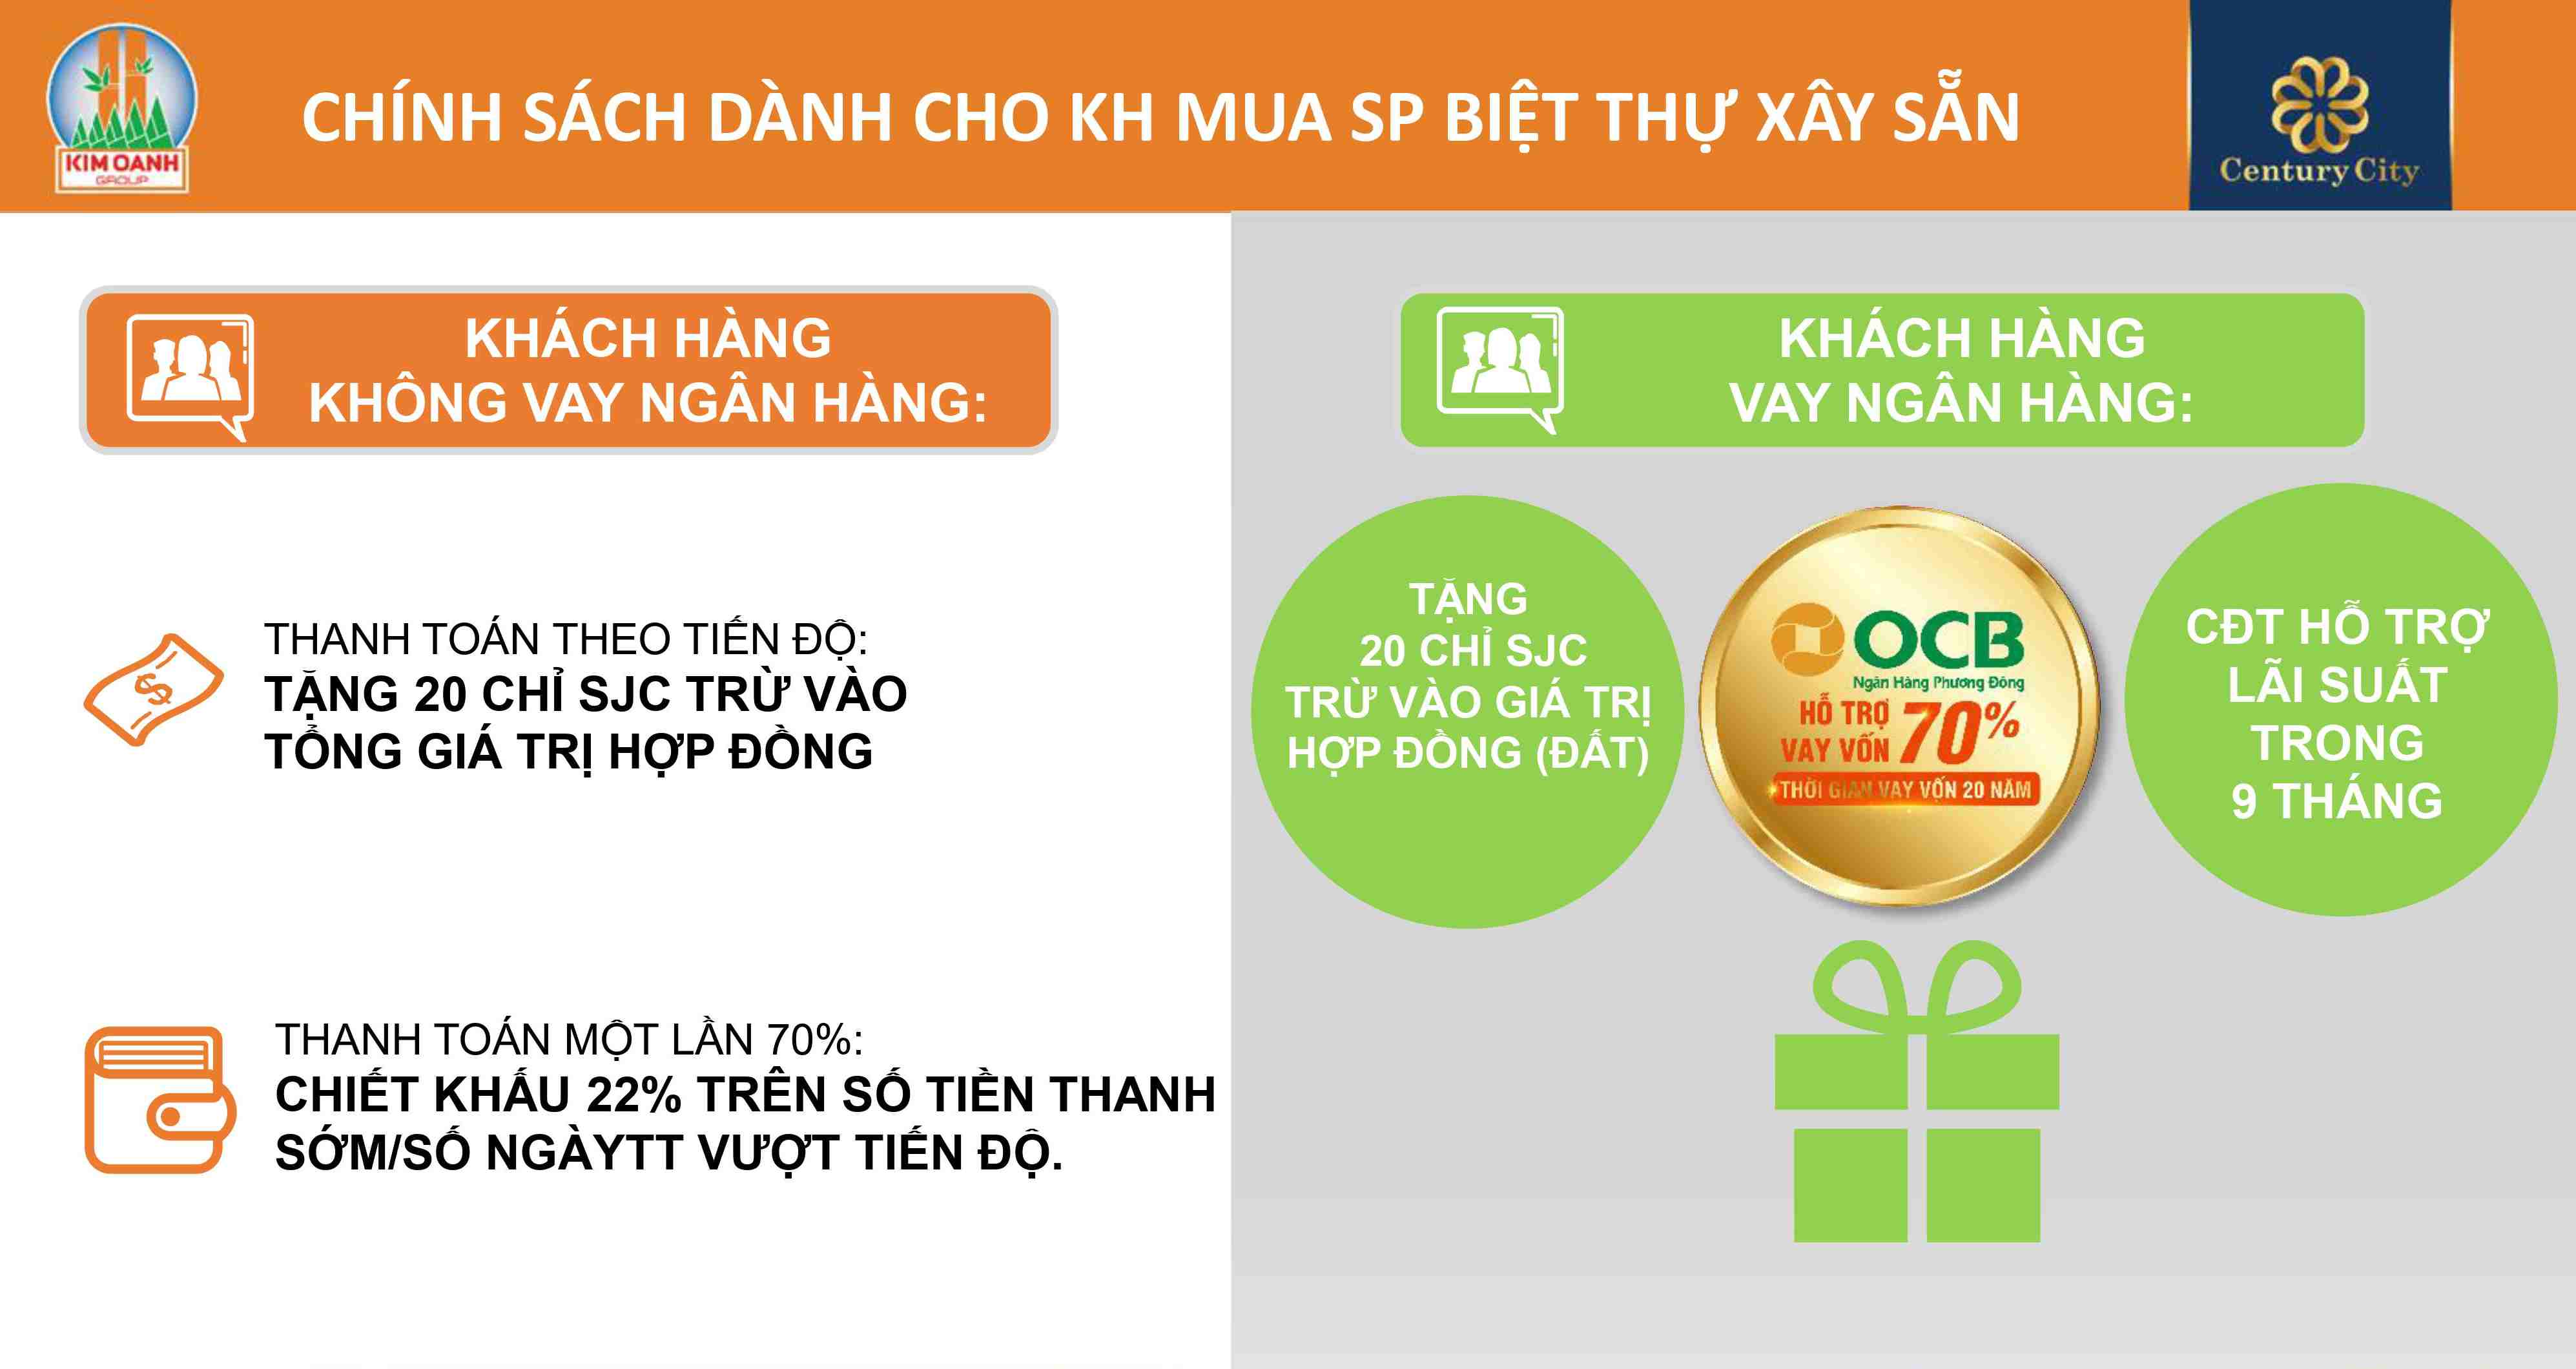 KIM OANH
GROUP
CHÍNH SÁCH DÀNH CHO KH MUA SP BIỆT THỰ XÂY SẴN
Century City
KHÁCH HÀNG
KHÔNG VAY NGÂN HÀNG:
THANH TOÁN THEO TIẾN ĐỘ:
TẶNG 20 CHỈ SJC TRỪ VÀO
TỔNG GIÁ TRỊ HỢP ĐỒNG
THANH TOÁN MỘT LẦN 70%:
CHIẾT KHẤU 22% TRÊN SỐ TIỀN THANH
SỚM/SỐ NGÀYTT VƯỢT TIẾN ĐỘ.
KHÁCH HÀNG
VAY NGÂN HÀNG:
TẶNG
20 CHỈ SJC
TRỪ VÀO GIÁ TRỊ
HỢP ĐỒNG (ĐẤT)
OCB
Ngân Hàng Phương Đông
HỖ TRỢ
VAY VỐN 70%
THỜI GIAN VAY VỐN 20 NĂM
CĐT HỖ TRỢ
LÃI SUẤT
TRONG
9 THÁNG